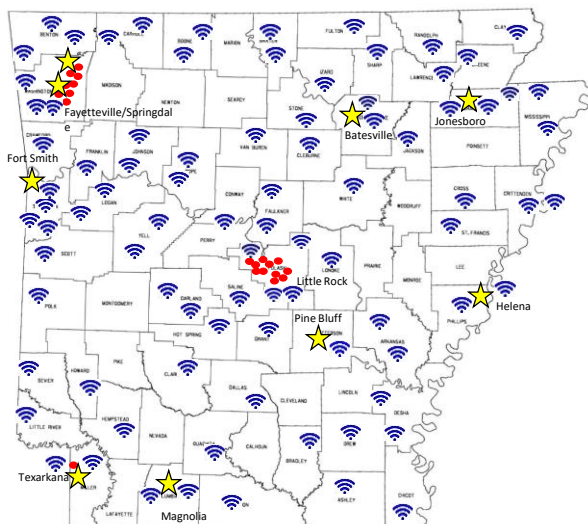 CLAY
FULTON
BENTON
BOONE
MARION
RANDOLPH
SHARP
IZARD
LAWRENCE
MADISON
NEWTON
SEARCY
STONE
Fayetteville/Springdal
e
Batesville
Jonesboro
MISSISSIPPI
POINSETT
JACKSON
Fort Smith
FRANKLIN
JOHNSON
VAN BUREN
CLEBURNE
LOGAN
CONWAY
WHITE
WOODRUFF
CROSS
CRITTENDEN
FAULKNER
YELL
PERRY
ST. FRANCIS
SCOTT
LONOKE
PRAIRIE
LEE
MONROE
Little Rock
SALINE
POLK
MONTGOMERY
GARLAND
Helena
PHILLIPS
HOT SPRING
GRANT
Pine Bluff
ARKANSAS
PIKE
HOWARD
SEVIER
CLARK
DALLAS
CLEVELAND
LINCOLN
DESHA
HEMPSTEAD
NEVADA
LITTLE RIVER
CALHOUN
BRADLEY
DREW
Texarkana
MILLER
LAFAYETTE
Magnolia
ASHLEY
CHICOT